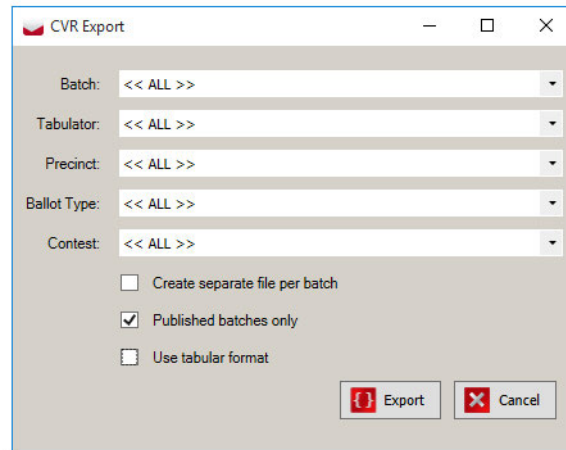 CVR Export
Batch: << ALL >>
Tabulator: << ALL >>
Precinct: << ALL >>
Ballot Type: << ALL >>
Contest: << ALL >>
Create separate file per batch
Published batches only
Use tabular format
Export Cancel